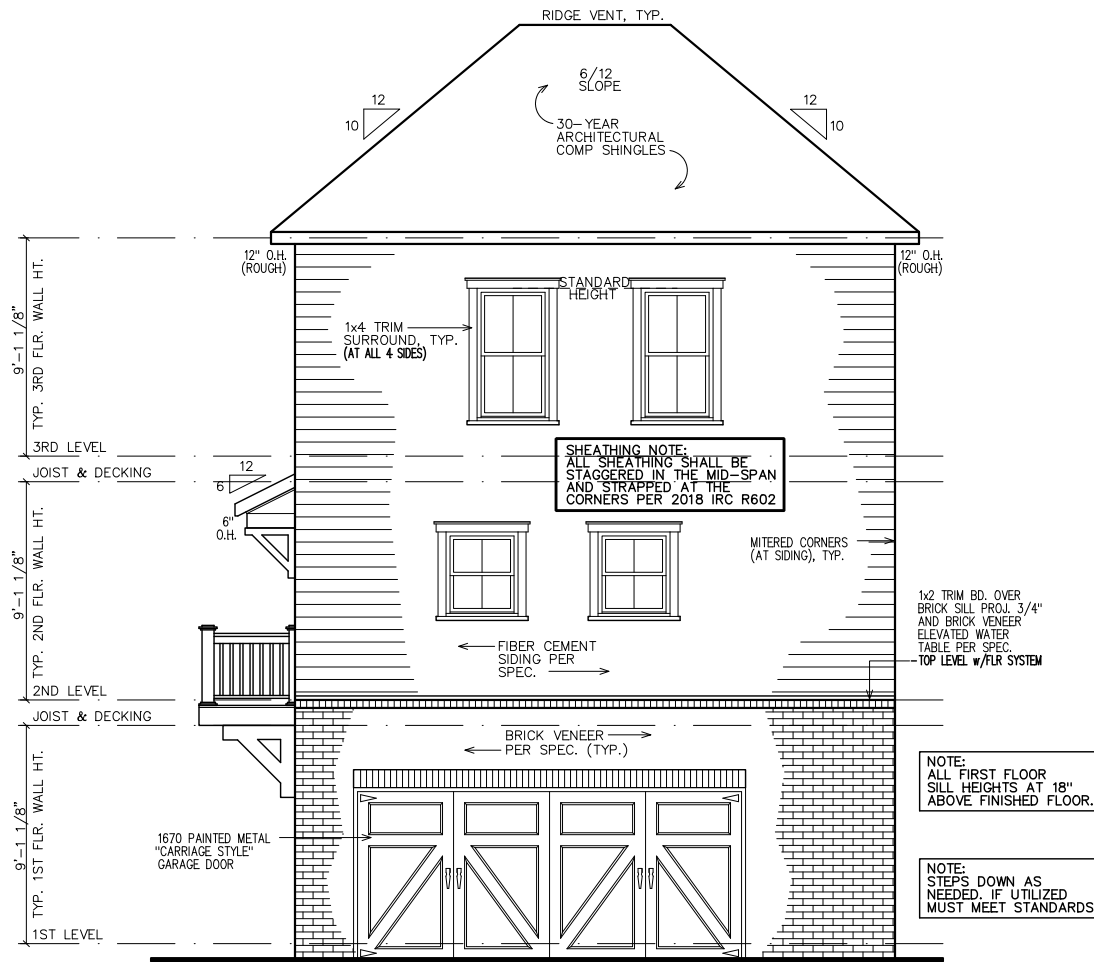 RIDGE VENT, TYP.
6/12
SLOPE
12
10
12
10
30-YEAR
ARCHITECTURAL
COMP SHINGLES
12" O.H.
(ROUGH)
12" O.H.
(ROUGH)
9'-1 1/8"
TYP. 3RD FLR. WALL HT.
STANDARD
HEIGHT
1x4 TRIM
SURROUND, TYP.
(AT ALL 4 SIDES)
3RD LEVEL
JOIST & DECKING
SHEATHING NOTE:
ALL SHEATHING SHALL BE
STAGGERED IN THE MID-SPAN
AND STRAPPED AT THE
CORNERS PER 2018 IRC R602
12
6
6"
O.H.
9'-1 1/8"
TYP. 2ND FLR. WALL HT.
MITERED CORNERS
(AT SIDING), TYP.
1x2 TRIM BD. OVER
BRICK SILL PROJ. 3/4"
AND BRICK VENEER
ELEVATED WATER
TABLE PER SPEC.
TOP LEVEL w/FLR SYSTEM
FIBER CEMENT
SIDING PER
SPEC.
2ND LEVEL
JOIST & DECKING
BRICK VENEER
PER SPEC. (TYP.)
9'-1 1/8"
TYP. 1ST FLR. WALL HT.
NOTE:
ALL FIRST FLOOR
SILL HEIGHTS AT 18"
ABOVE FINISHED FLOOR.
1670 PAINTED METAL
"CARRIAGE STYLE"
GARAGE DOOR
NOTE:
STEPS DOWN AS
NEEDED. IF UTILIZED
MUST MEET STANDARDS
1ST LEVEL